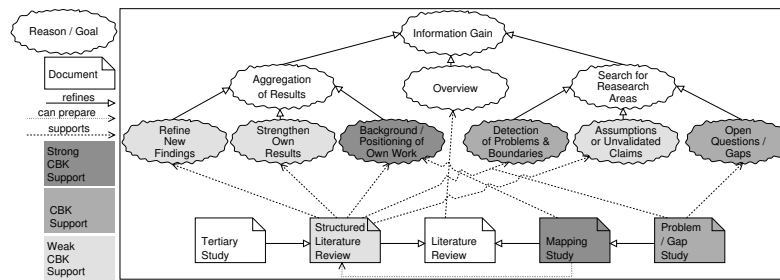 Reason / Goal
Document
refines
can prepare
supports
Strong
CBK
Support
CBK
Support
Weak
CBK
Support
Information Gain
Aggregation
of Results
Overview
Search for
Reasearch
Areas
Refine
New
Findings
Strengthen
Own
Results
Background /
Positioning of
Own Work
Detection
of Problems &
Boundaries
Assumptions
or Unvalidated
Claims
Open
Questions /
Gaps
Tertiary
Study
Structured
Literature
Review
Literature
Review
Mapping
Study
Problem
/ Gap
Study